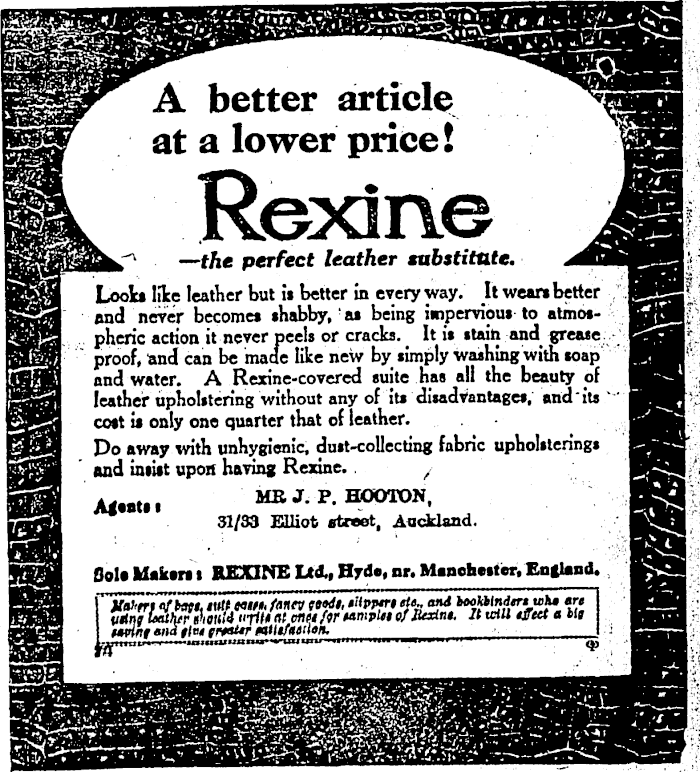 A better article
at a lower price!
Rexine
—the perfect leather substitute.
Looks like leather but is better in every way. It wears better
and never becomes shabby, as being impervious to atmos-
pheric action it never peels or cracks. It is stain and grease
proof, and can be made like new by simply washing with soap
and water. A Rexine-covered suite has all the beauty of
leather upholstering without any of its disadvantages, and its
cost is only one quarter that of leather.
Do away with unhygienic, dust-collecting fabric upholsterings
and insist upon having Rexine.
Agents:
MR J. P. HOOTON,
31/33 Elliot street, Auckland.
Sole Makers: REXINE Ltd., Hyde, nr. Manchester, England.
Makers of bags, suit cases, fancy goods, slippers etc., and bookbinders who are
using leather should write at once for samples of Rexine. It will effect a big
saving and give greater satisfaction.